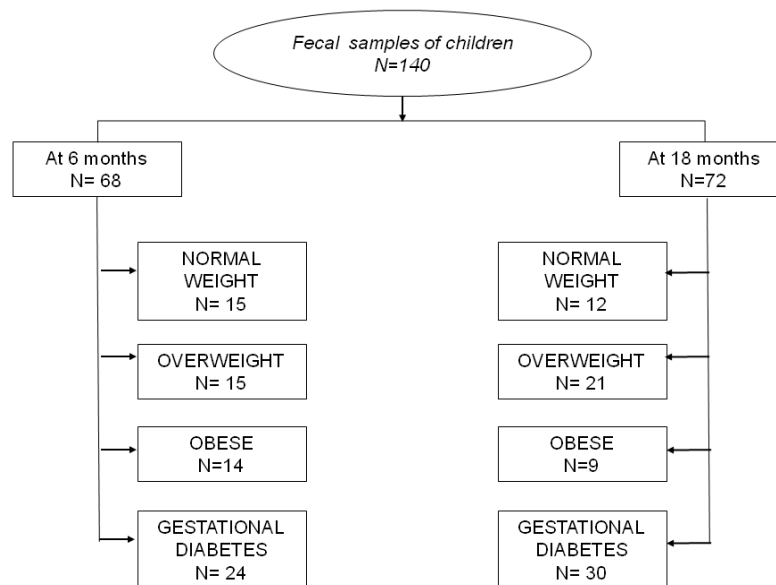 Fecal samples of children
N=140
At 6 months
N= 68
At 18 months
N=72
NORMAL
WEIGHT
N= 15
OVERWEIGHT
N= 15
OBESE
N=14
GESTATIONAL
DIABETES
N= 24
NORMAL
WEIGHT
N= 12
OVERWEIGHT
N= 21
OBESE
N=9
GESTATIONAL
DIABETES
N= 30